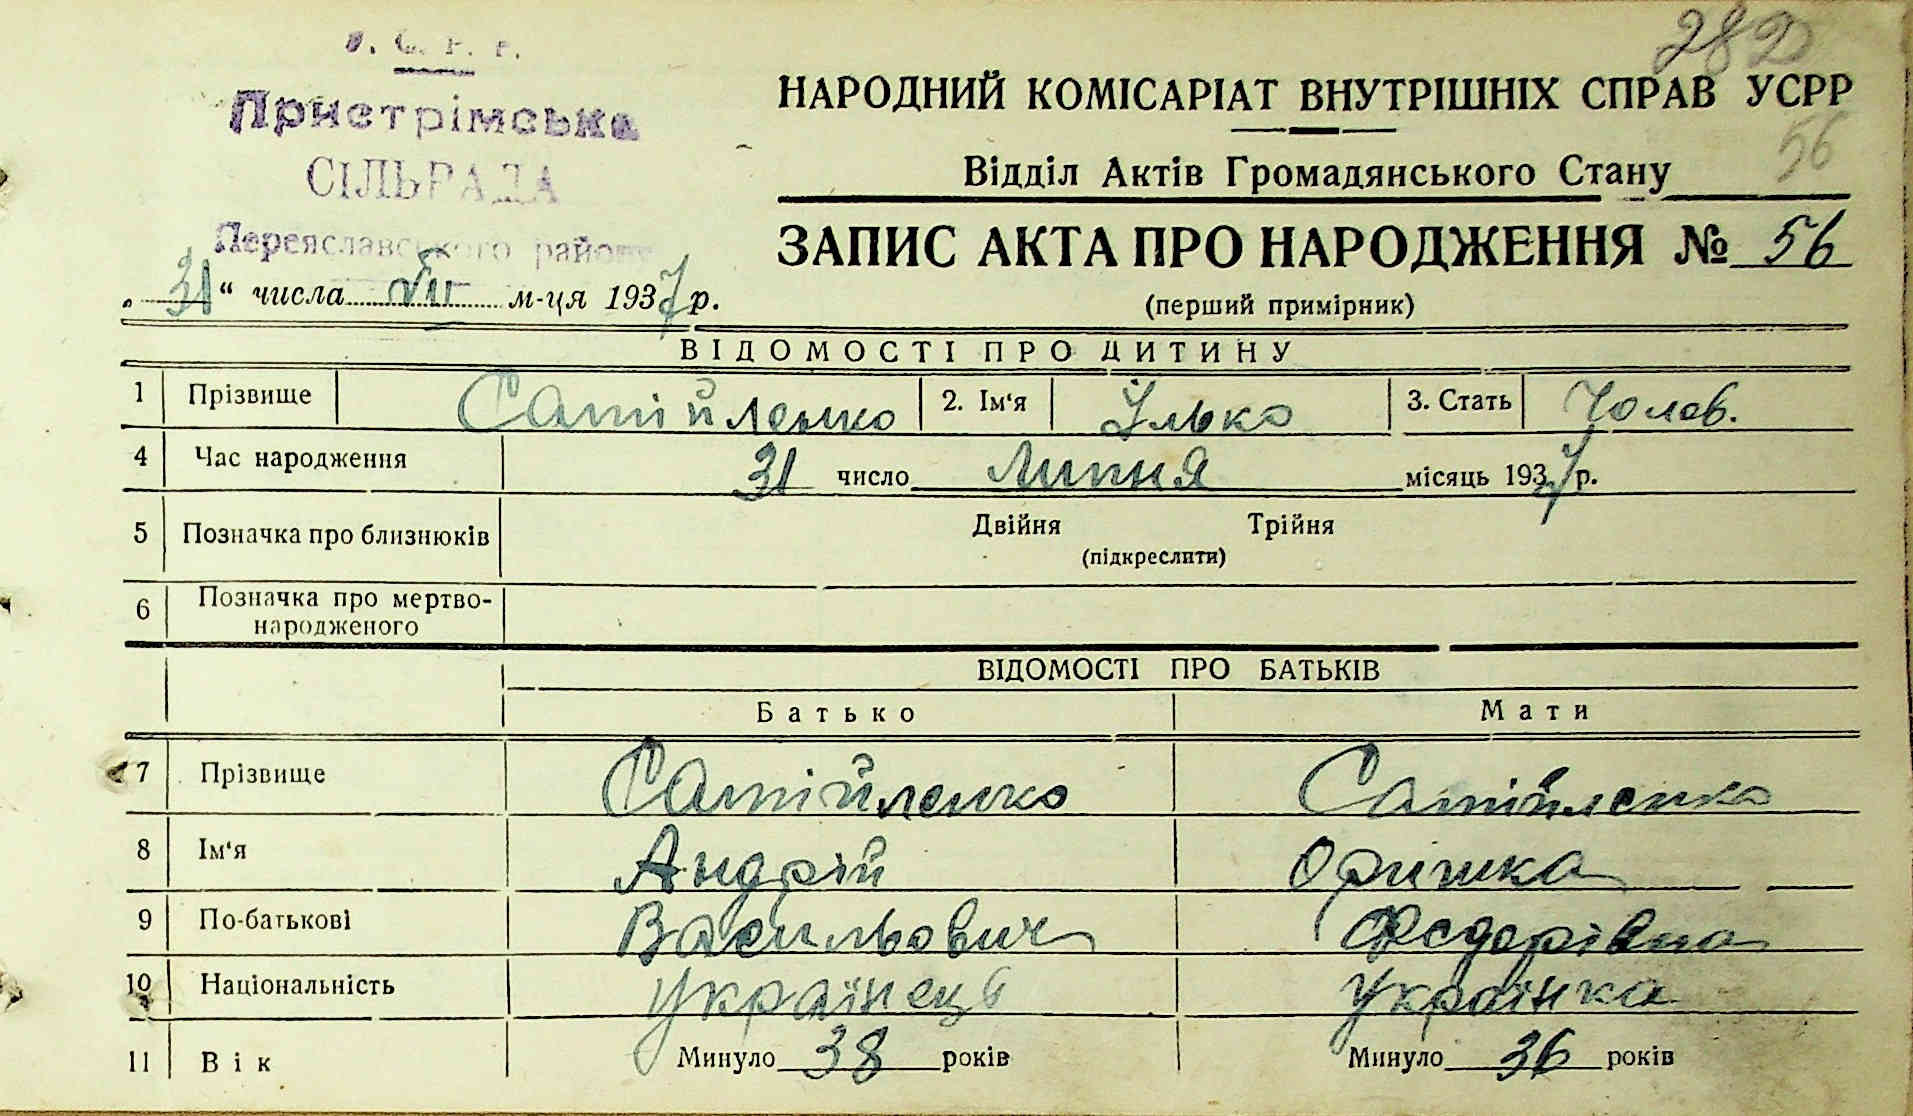 282
Пристрімська
НАРОДНИЙ КОМІСАРІАТ ВНУТРІШНІХ СПРАВ УСРР
56
СІЛЬРАДА
Відділ Актів Громадянського Стану
Переяславського району
ЗАПИС АКТА ПРО НАРОДЖЕННЯ № 56
„31“ числа VII м-ця 1937 р.
(перший примірник)
ВІДОМОСТІ ПРО ДИТИНУ
1 Прізвище Сатійленко 2. Ім'я Ілько 3. Стать Чолов.
4 Час народження 31 число Липня місяць 1937 р.
5 Позначка про близнюків Двійня Трійня
(підкреслити)
6 Позначка про мертво-
народженого
ВІДОМОСТІ ПРО БАТЬКІВ
Батько Мати
7 Прізвище Сатійленко Сатійленко
8 Ім'я Андрій Оришка
9 По-батькові Васильович Федорівна
10 Національність Українець Українка
11 Вік Минуло 38 років Минуло 36 років